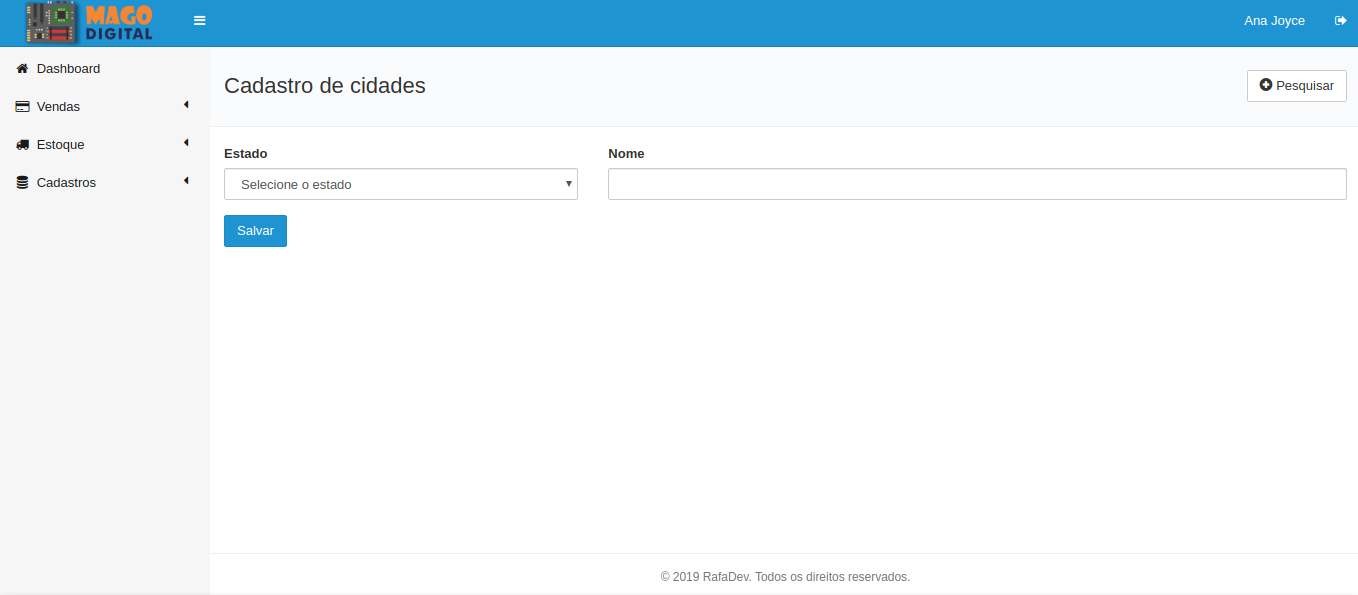 MAGO
DIGITAL
Ana Joyce
Dashboard
Vendas
Estoque
Cadastros
Cadastro de cidades
Pesquisar
Estado
Nome
Selecione o estado
Salvar
© 2019 RafaDev. Todos os direitos reservados.